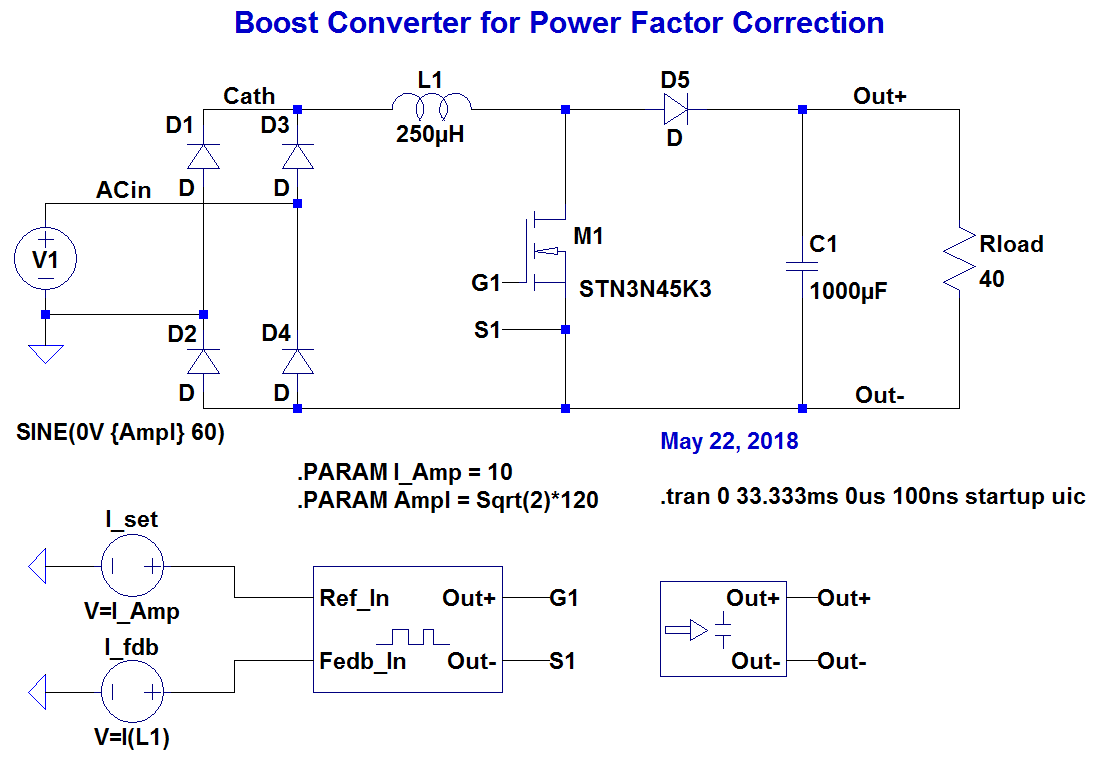 Boost Converter for Power Factor Correction
L1
D5
Cath
Out+
D1
D3
250µH
D
ACin
D
D
V1
M1
C1
Rload
G1
STN3N45K3
1000µF
40
S1
D2
D4
D
D
Out-
SINE(0V {Ampl} 60)
May 22, 2018
.PARAM I_Amp = 10
.PARAM Ampl = Sqrt(2)*120
.tran 0 33.333ms 0us 100ns startup uic
I_set
V=I_Amp
I_fdb
V=I(L1)
Ref_In
Out+
G1
Fedb_In
Out-
S1
Out+
Out+
Out-
Out-